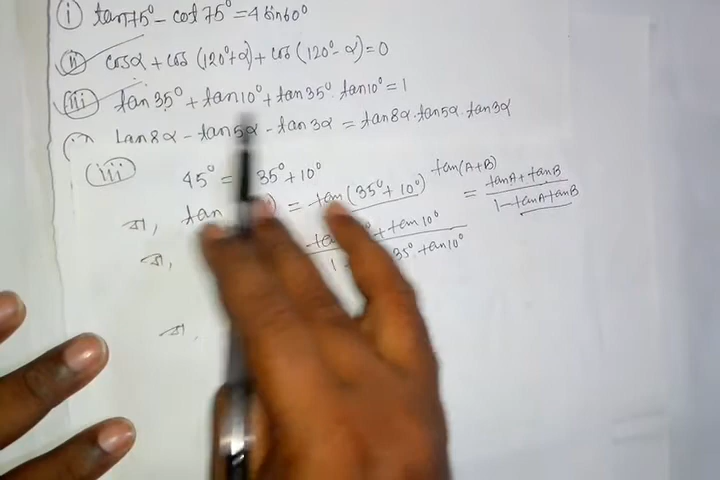 (i) tan75° - cot75° = 4 sin60°
(ii) cosα + cos (120°+α) + cos (120° - α) = 0
(iii) tan35° + tan10° + tan35°. tan10° = 1
tan8α - tan5α - tan3α = tan8α. tan5α. tan3α
(iii) 45° = 35° + 10°
বা, tan = tan(35° + 10°) tan(A+B) = tanA + tanB / 1 - tanA tanB
বা, + tan10° / 1 35° tan10°
বা,